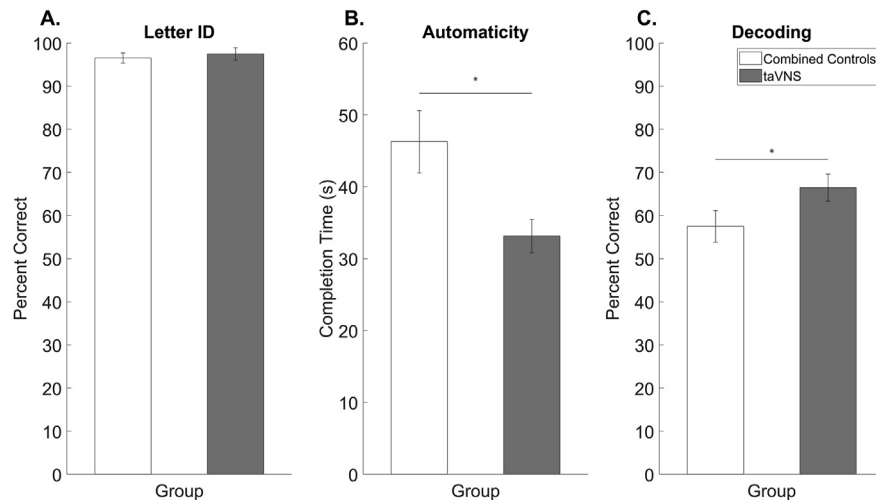 A.
Letter ID
100
90
80
70
60
50
40
30
20
10
0
Percent Correct
Group
B.
Automaticity
60
50
40
30
20
10
0
Completion Time (s)
*
Group
C.
Decoding
100
90
80
70
60
50
40
30
20
10
0
Percent Correct
Combined Controls
taVNS
*
Group